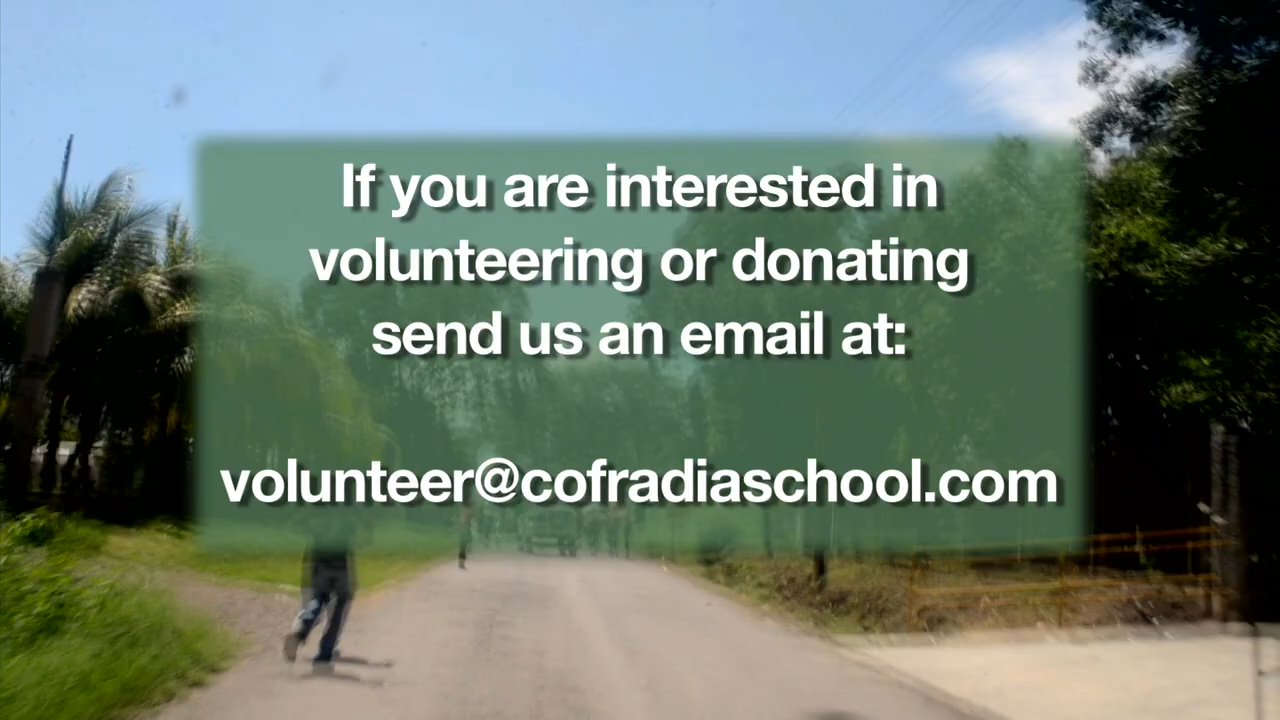 If you are interested in
volunteering or donating
send us an email at:
volunteer@cofradiaschool.com